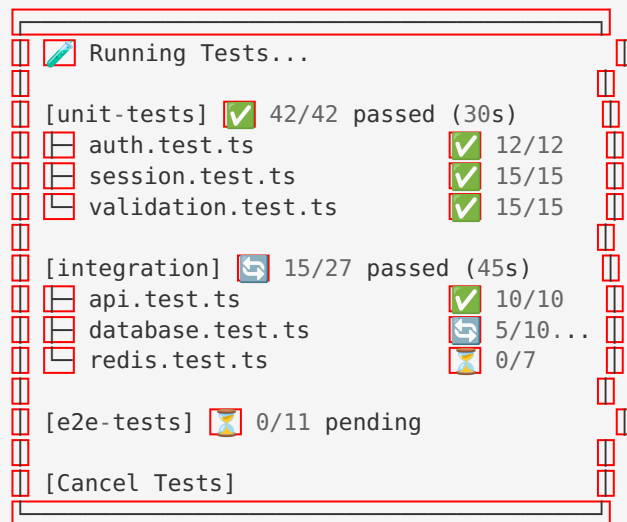 ┌───────────────────────────────────────┐
│ 🧪 Running Tests... │
│ │
│ [unit-tests] ✅ 42/42 passed (30s) │
│ ├─ auth.test.ts ✅ 12/12 │
│ ├─ session.test.ts ✅ 15/15 │
│ └─ validation.test.ts ✅ 15/15 │
│ │
│ [integration] 🔄 15/27 passed (45s) │
│ ├─ api.test.ts ✅ 10/10 │
│ ├─ database.test.ts 🔄 5/10... │
│ └─ redis.test.ts ⏳ 0/7 │
│ │
│ [e2e-tests] ⏳ 0/11 pending │
│ │
│ [Cancel Tests] │
└───────────────────────────────────────┘